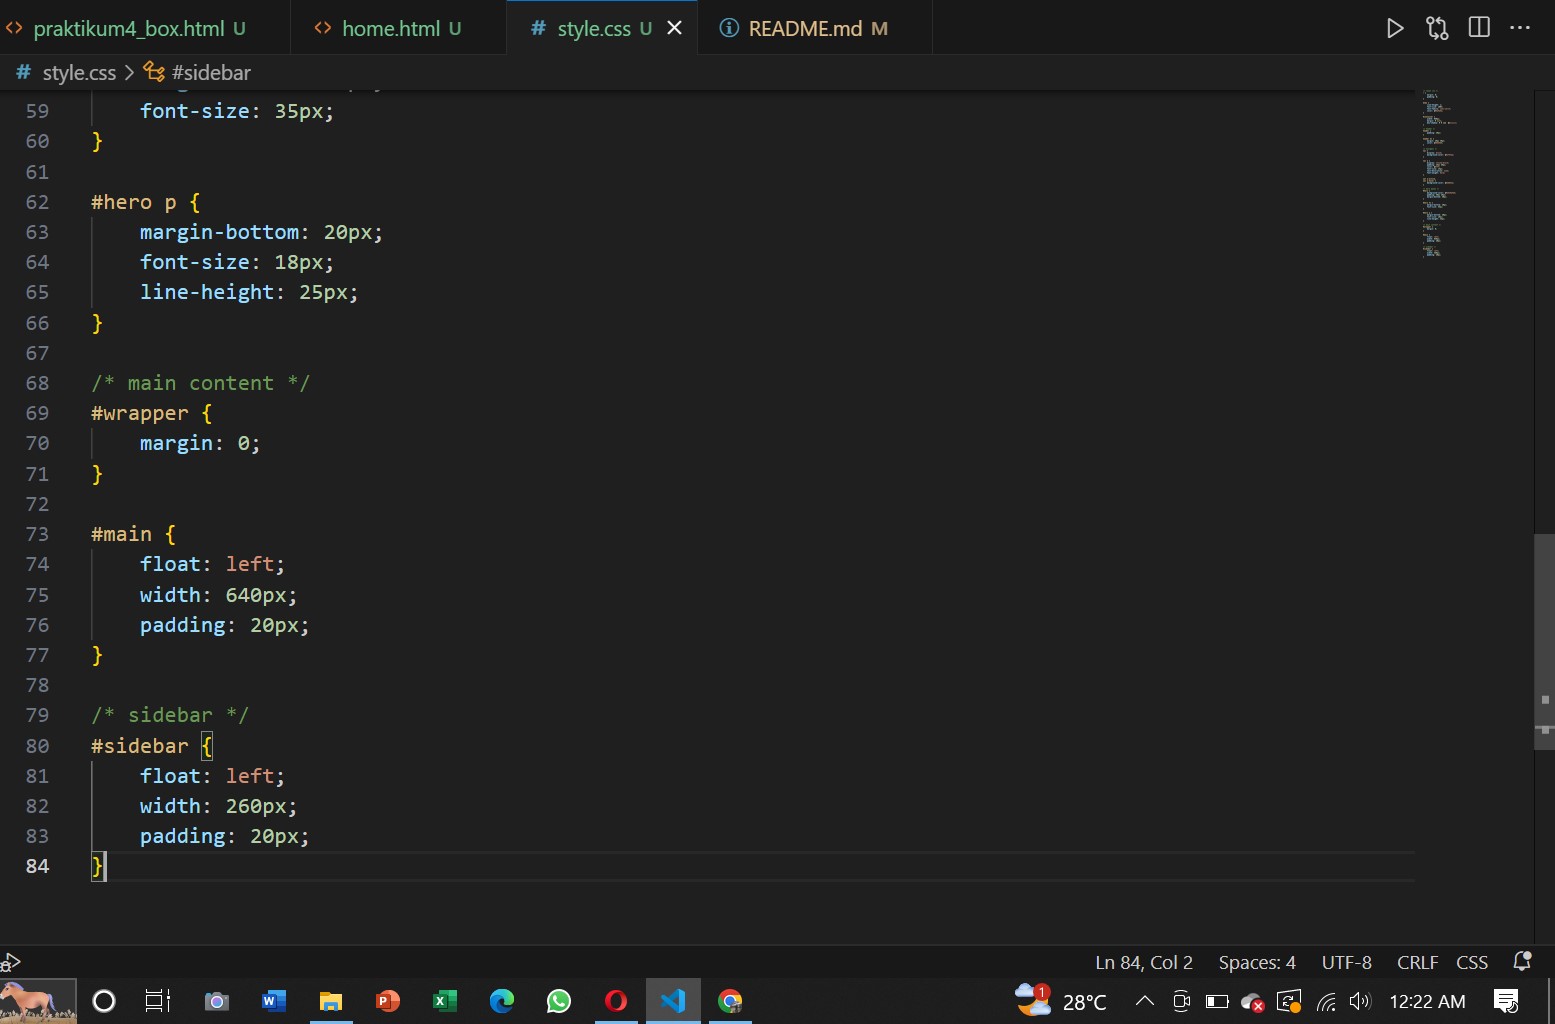 praktikum4_box.html U
home.html U
# style.css U
README.md M
# style.css > #sidebar
59 font-size: 35px;
60 }
61
62 #hero p {
63 margin-bottom: 20px;
64 font-size: 18px;
65 line-height: 25px;
66 }
67
68 /* main content */
69 #wrapper {
70 margin: 0;
71 }
72
73 #main {
74 float: left;
75 width: 640px;
76 padding: 20px;
77 }
78
79 /* sidebar */
80 #sidebar {
81 float: left;
82 width: 260px;
83 padding: 20px;
84 }
Ln 84, Col 2 Spaces: 4 UTF-8 CRLF CSS
1 28°C 12:22 AM